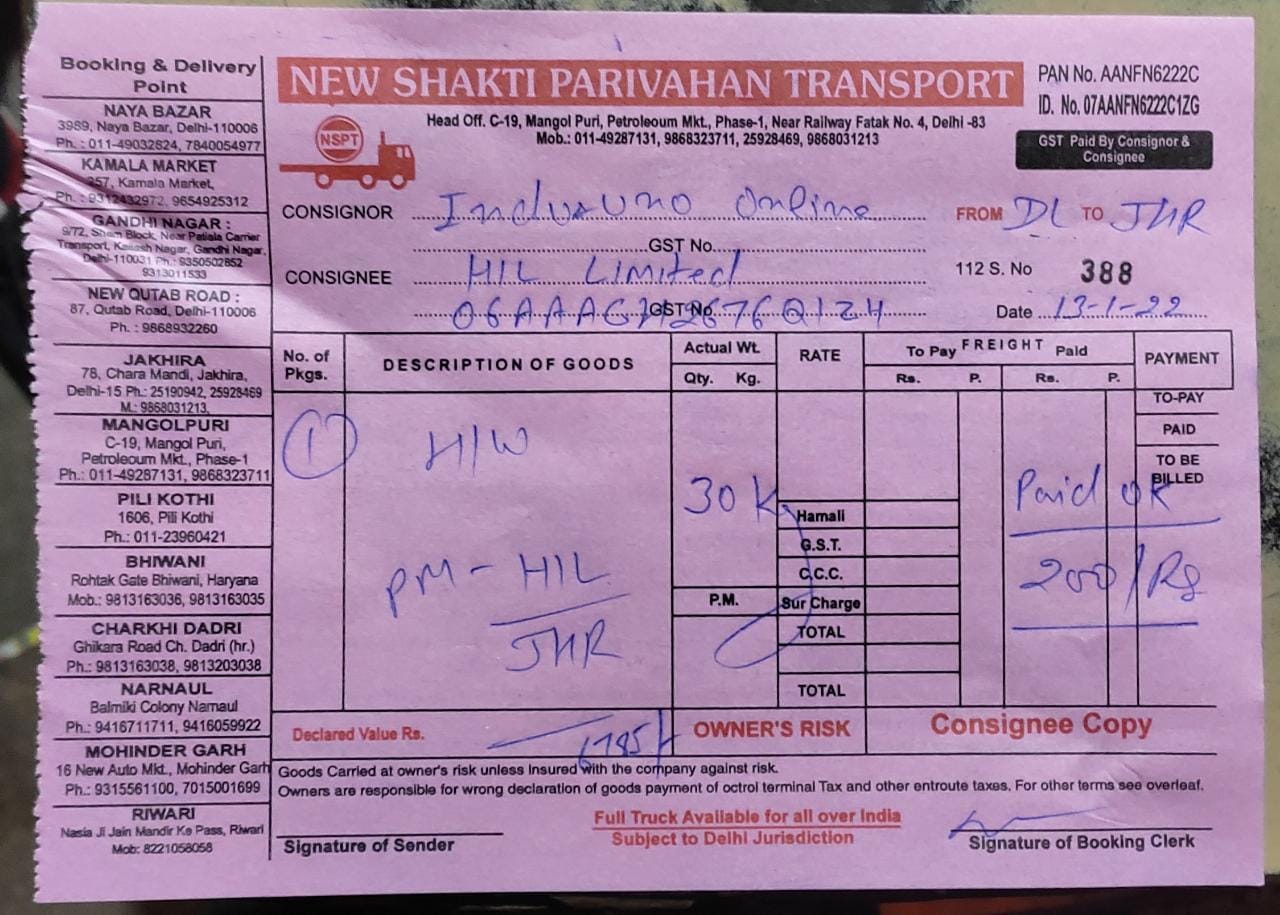 Booking & Delivery
Point
NAYA BAZAR
3989, Naya Bazar, Delhi-110006
Ph. : 011-49032824, 7840054977
KAMALA MARKET
257, Kamala Market,
Ph. : 9312432972, 9654925312
GANDHI NAGAR :
9/72, Sham Block, Near Patiala Carrier
Transport, Kailash Nagar, Gandhi Nagar,
Delhi-110031 Ph.: 9350502652
9313011533
NEW QUTAB ROAD :
87, Qutab Road, Delhi-110006
Ph. : 9868932260
JAKHIRA
78, Chara Mandi, Jakhira,
Delhi-15 Ph.: 25190942, 25928469
M.: 9868031213,
MANGOLPURI
C-19, Mangol Puri,
Petroleoum Mkt., Phase-1
Ph.: 011-49287131, 9868323711
PILI KOTHI
1606, Pili Kothi
Ph.: 011-23960421
BHIWANI
Rohtak Gate Bhiwani, Haryana
Mob.: 9813163036, 9813163035
CHARKHI DADRI
Ghikara Road Ch. Dadri (hr.)
Ph.: 9813163038, 9813203038
NARNAUL
Balmiki Colony Narnaul
Ph.: 9416711711, 9416059922
MOHINDER GARH
16 New Auto Mkt., Mohinder Garh
Ph.: 9315561100, 7015001699
RIWARI
Nasia Ji Jain Mandir Ke Pass, Riwari
Mob: 8221058058
NEW SHAKTI PARIVAHAN TRANSPORT
PAN No. AANFN6222C
ID. No. 07AANFN6222C1ZG
NSPT
Head Off. C-19, Mangol Puri, Petroleoum Mkt., Phase-1, Near Railway Fatak No. 4, Delhi -83
Mob.: 011-49287131, 9868323711, 25928469, 9868031213
GST Paid By Consignor &
Consignee
CONSIGNOR Induxuno Online FROM DL TO JHR
GST No.
CONSIGNEE HIL Limited 112 S. No 388
GST No. Date 13-1-22
No. of
Pkgs.
DESCRIPTION OF GOODS
Actual Wt.
Qty. Kg.
RATE
FREIGHT
To Pay Paid
Rs. P. Rs. P.
PAYMENT
TO-PAY
PAID
TO BE
BILLED
1 H/W 30 Kg Paid OK
200/Rs
PM - HIL
JHR
Hamali
G.S.T.
C.C.C.
P.M. Sur Charge
TOTAL
TOTAL
Declared Value Rs. 6785/-
OWNER'S RISK
Consignee Copy
Goods Carried at owner's risk unless Insured with the company against risk.
Owners are responsible for wrong declaration of goods payment of octrol terminal Tax and other entroute taxes. For other terms see overleaf.
Full Truck Available for all over India
Subject to Delhi Jurisdiction
Signature of Sender
Signature of Booking Clerk